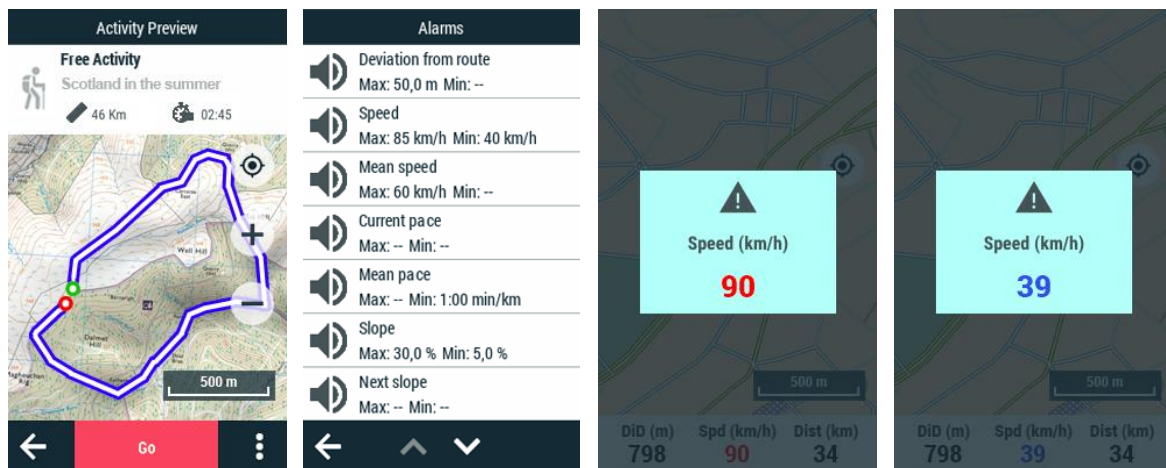 Activity Preview
Free Activity
Scotland in the summer
46 Km
02:45
Well Hill
Dalmet
Hill
500 m
Go
Alarms
Deviation from route
Max: 50,0 m Min: --
Speed
Max: 85 km/h Min: 40 km/h
Mean speed
Max: 60 km/h Min: --
Current pace
Max: -- Min: --
Mean pace
Max: -- Min: 1:00 min/km
Slope
Max: 30,0 % Min: 5,0 %
Next slope
Max: -- Min: --
Speed (km/h)
90
500 m
DiD (m) Spd (km/h) Dist (km)
798 90 34
Speed (km/h)
39
500 m
DiD (m) Spd (km/h) Dist (km)
798 39 34